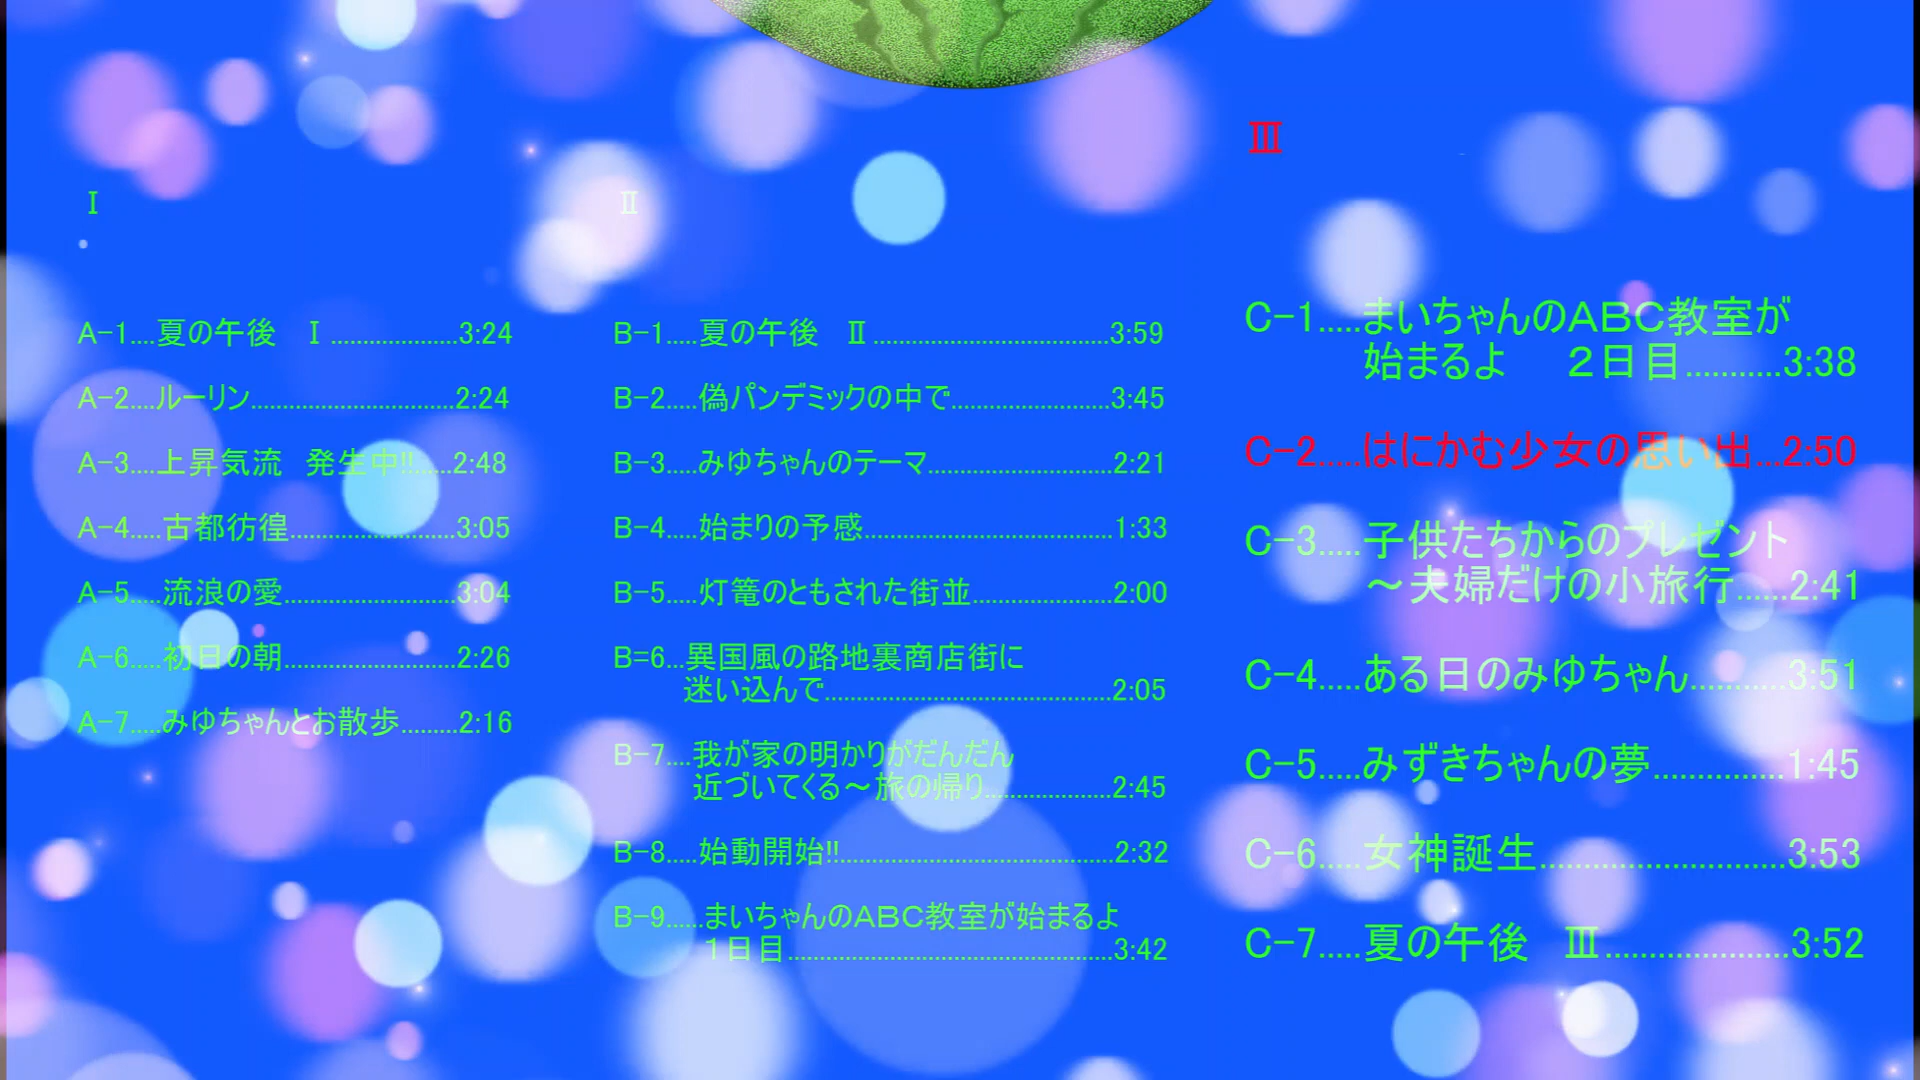 Ⅰ
A-1....夏の午後　Ⅰ...................3:24
A-2....ルーリン...............................2:24
A-3....上昇気流　発生中!!.....2:48
A-4.....古都彷徨.........................3:05
A-5.....流浪の愛..........................3:04
A-6.....初日の朝..........................2:26
A-7.....みゆちゃんとお散歩.........2:16
Ⅱ
B-1.....夏の午後　Ⅱ....................................3:59
B-2.....偽パンデミックの中で........................3:45
B-3.....みゆちゃんのテーマ............................2:21
B-4.....始まりの予感......................................1:33
B-5.....灯篭のともされた街並.....................2:00
B=6...異国風の路地裏商店街に
迷い込んで............................................2:05
B-7....我が家の明かりがだんだん
近づいてくる～旅の帰り...................2:45
B-8.....始動開始!!..........................................2:32
B-9......まいちゃんのＡＢＣ教室が始まるよ
１日目..................................................3:42
Ⅲ
C-1.....まいちゃんのＡＢＣ教室が
始まるよ　２日目...........3:38
C-2.....はにかむ少女の思い出...2:50
C-3.....子供たちからのプレゼント
～夫婦だけの小旅行......2:41
C-4.....ある日のみゆちゃん...........3:51
C-5.....みずきちゃんの夢...............1:45
C-6.....女神誕生............................3:53
C-7.....夏の午後　Ⅲ.....................3:52